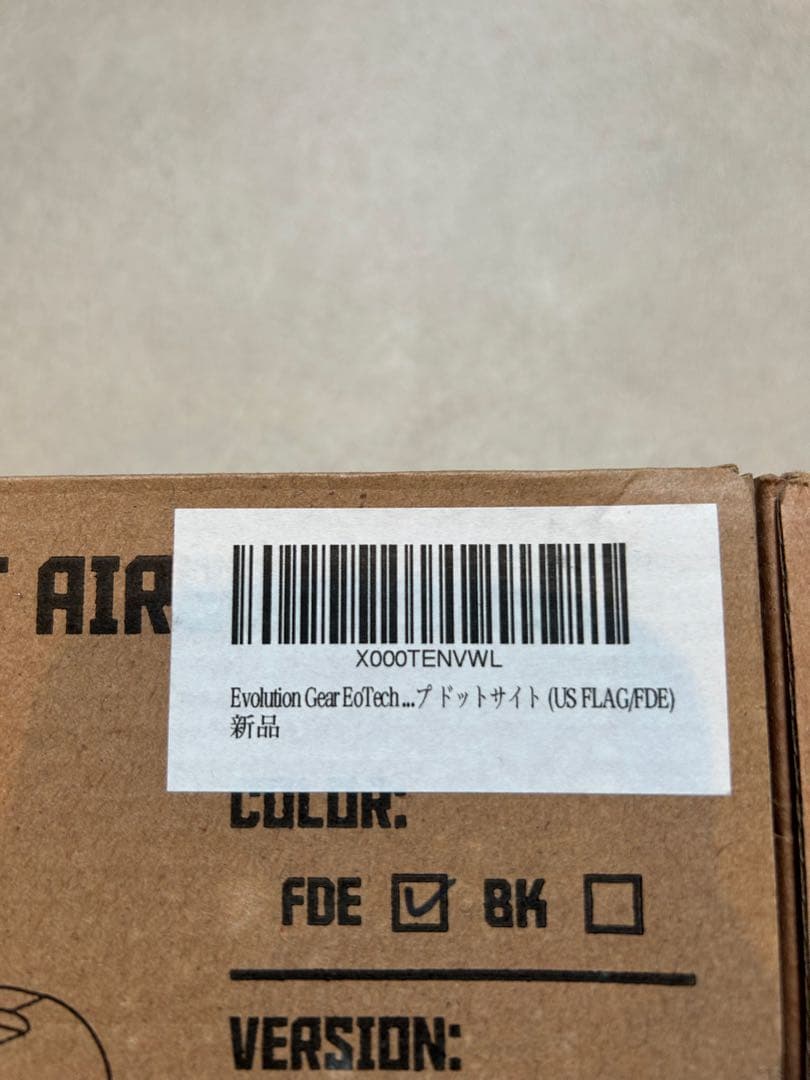 AIR
X000TENVWL
Evolution Gear EoTech ...プ ドットサイト (US FLAG/FDE)
新品
COLOR:
FDE BK
VERSION: